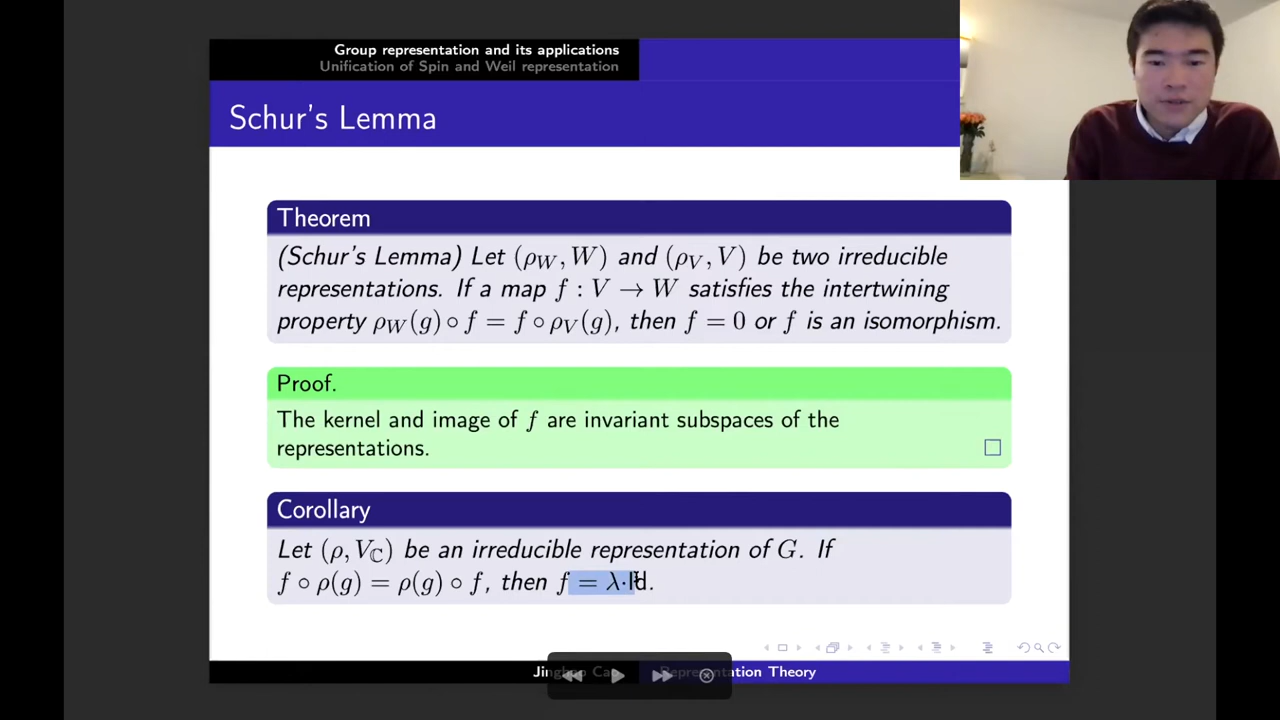 Group representation and its applications
Unification of Spin and Weil representation
Schur's Lemma
Theorem
(Schur's Lemma) Let (ρ_W, W) and (ρ_V, V) be two irreducible
representations. If a map f : V → W satisfies the intertwining
property ρ_W(g) ∘ f = f ∘ ρ_V(g), then f = 0 or f is an isomorphism.
Proof.
The kernel and image of f are invariant subspaces of the
representations.
Corollary
Let (ρ, V_ℂ) be an irreducible representation of G. If
f ∘ ρ(g) = ρ(g) ∘ f, then f = λ·Id.
Theory